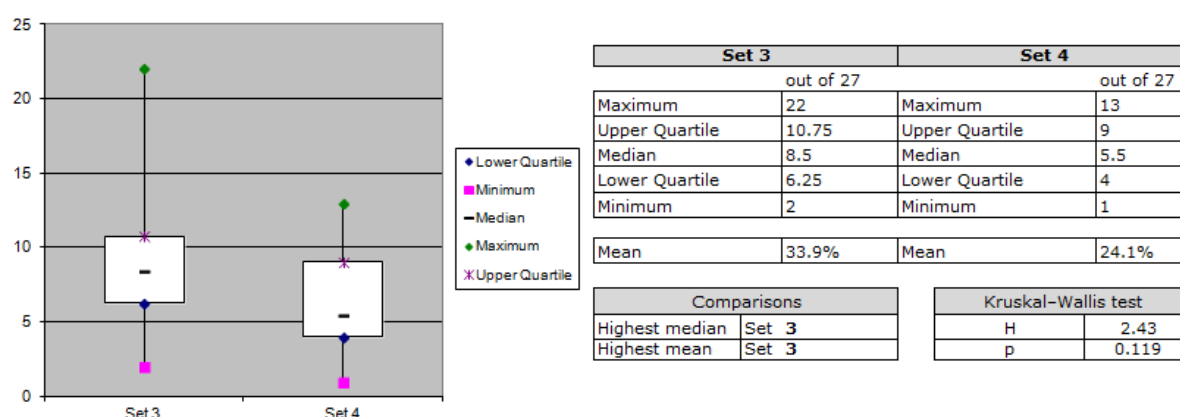 25
20
15
10
5
0
Set 3
Set 4
Lower Quartile
Minimum
Median
Maximum
Upper Quartile
Set 3 Set 4
out of 27 out of 27
Maximum 22 Maximum 13
Upper Quartile 10.75 Upper Quartile 9
Median 8.5 Median 5.5
Lower Quartile 6.25 Lower Quartile 4
Minimum 2 Minimum 1
Mean 33.9% Mean 24.1%
Comparisons
Highest median Set 3
Highest mean Set 3
Kruskal–Wallis test
H 2.43
p 0.119